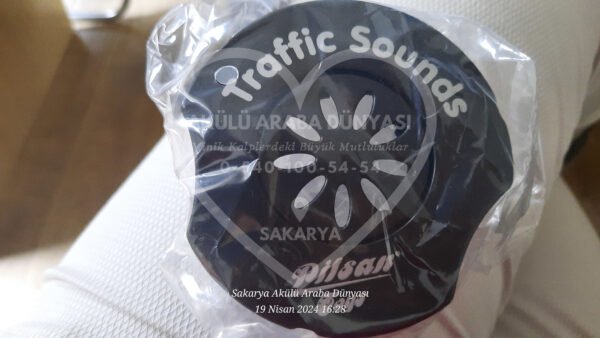 Traffic Sounds
AKÜLÜ ARABA DÜNYASI
Minik Kalplerdeki Büyük Mutluluklar
SAKARYA
Pilsan
Sakarya Akülü Araba Dünyası
19 Nisan 2024 16:28